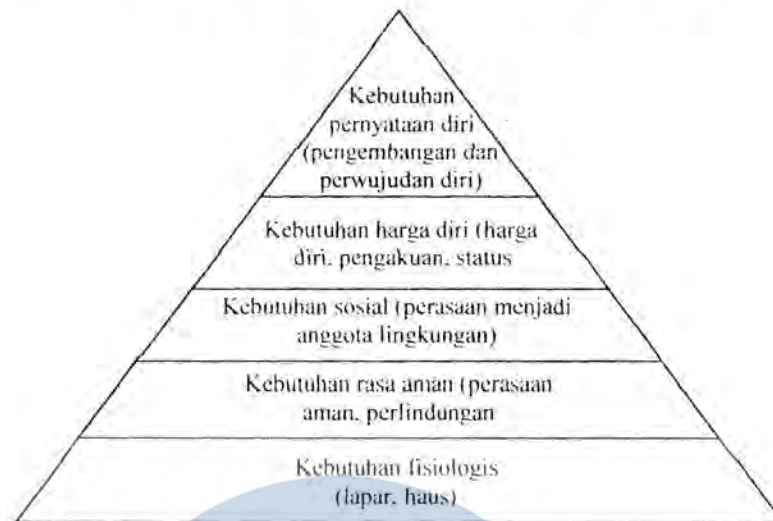 Kebutuhan
pernyataan diri
(pengembangan dan
perwujudan diri)
Kebutuhan harga diri (harga
diri, pengakuan, status
Kebutuhan sosial (perasaan menjadi
anggota lingkungan)
Kebutuhan rasa aman (perasaan
aman, perlindungan
Kebutuhan fisiologis
(lapar, haus)